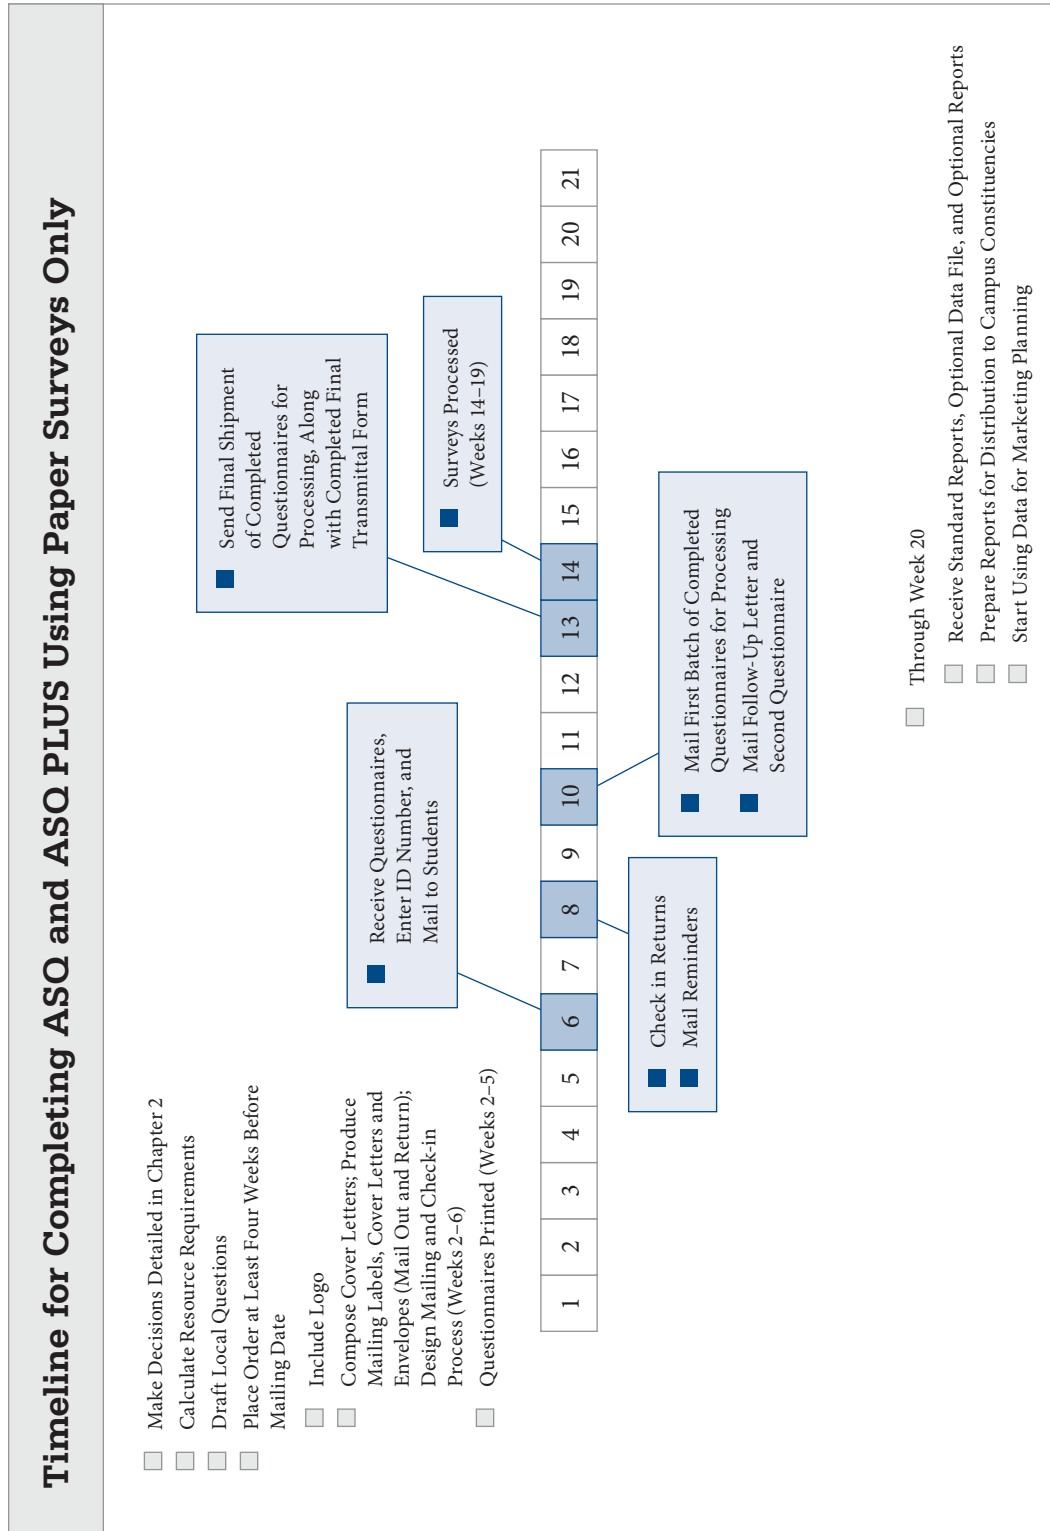 Timeline for Completing ASQ and ASQ PLUS Using Paper Surveys Only
Make Decisions Detailed in Chapter 2
Calculate Resource Requirements
Draft Local Questions
Place Order at Least Four Weeks Before
Mailing Date
Include Logo
Compose Cover Letters; Produce
Mailing Labels, Cover Letters and
Envelopes (Mail Out and Return);
Design Mailing and Check-in
Process (Weeks 2–6)
Questionnaires Printed (Weeks 2–5)
Receive Questionnaires,
Enter ID Number, and
Mail to Students
Send Final Shipment
of Completed
Questionnaires for
Processing, Along
with Completed Final
Transmittal Form
Surveys Processed
(Weeks 14–19)
1 2 3 4 5 6 7 8 9 10 11 12 13 14 15 16 17 18 19 20 21
Check in Returns
Mail Reminders
Mail First Batch of Completed
Questionnaires for Processing
Mail Follow-Up Letter and
Second Questionnaire
Through Week 20
Receive Standard Reports, Optional Data File, and Optional Reports
Prepare Reports for Distribution to Campus Constituencies
Start Using Data for Marketing Planning